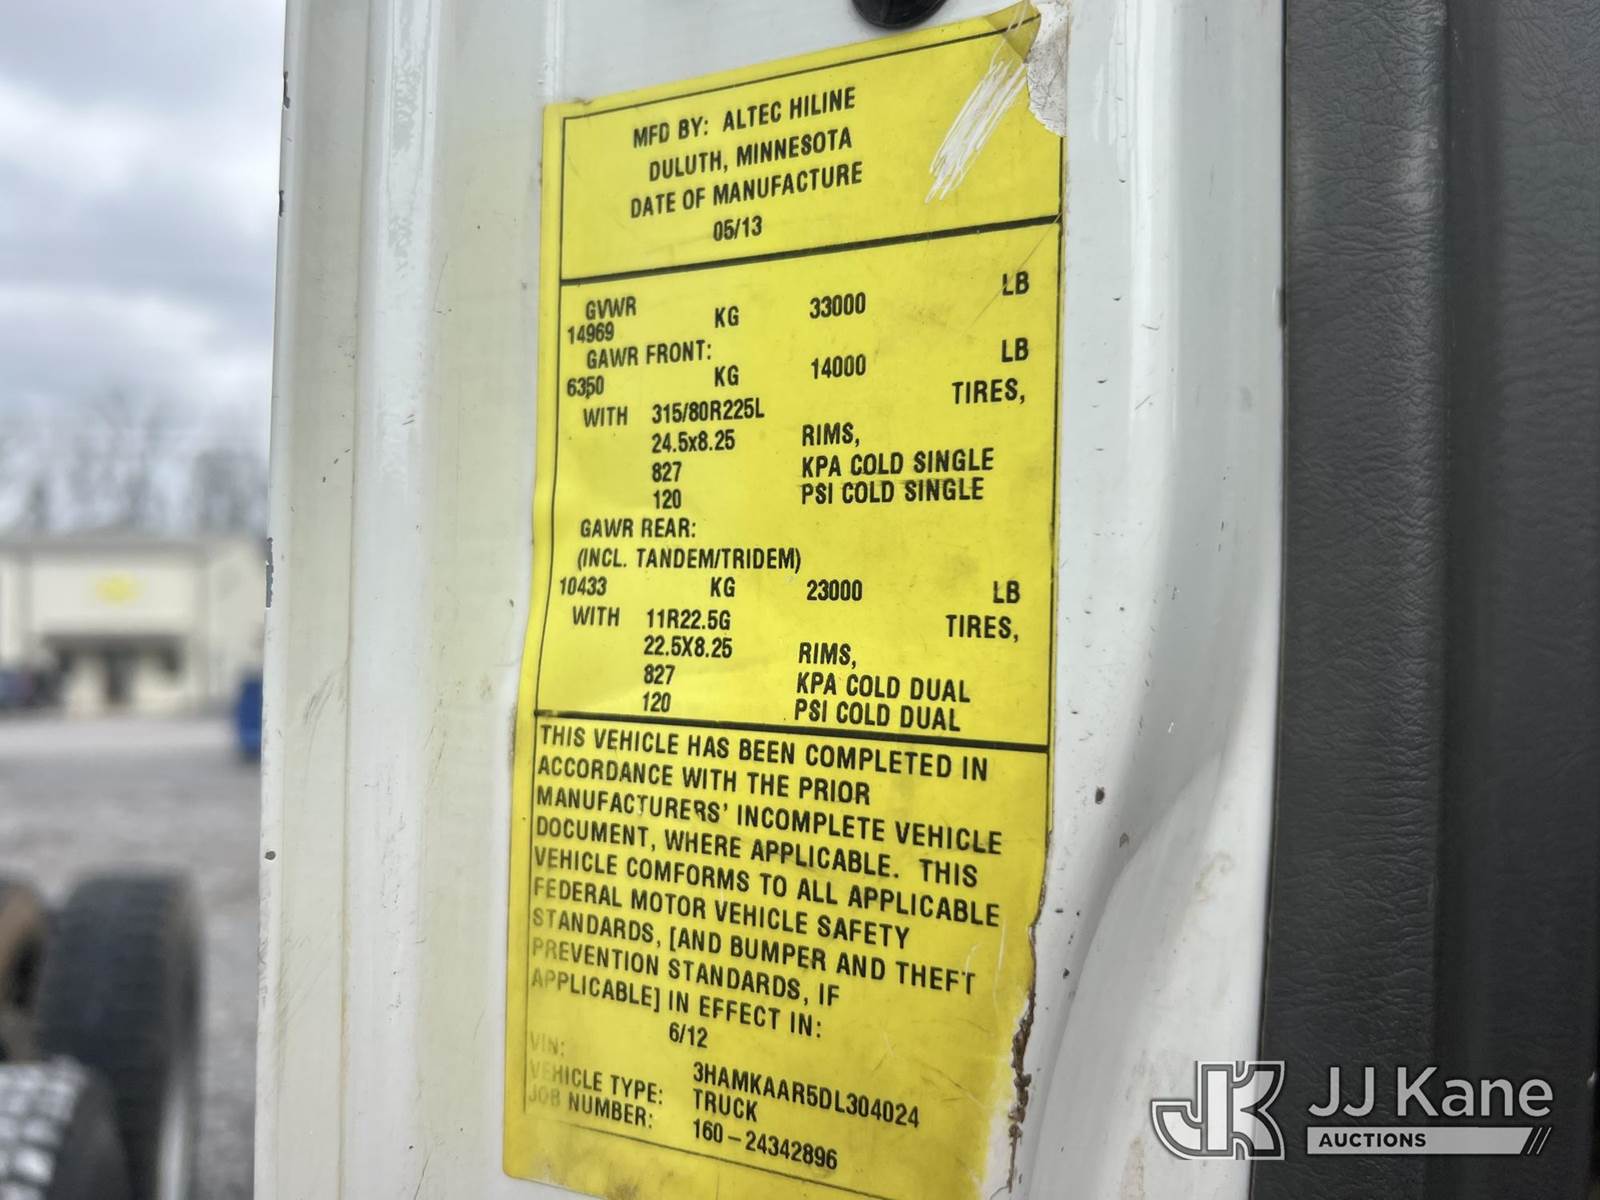 MFD BY: ALTEC HILINE
DULUTH, MINNESOTA
DATE OF MANUFACTURE
05/13
GVWR
14969 KG 33000 LB
GAWR FRONT:
6350 KG 14000 LB
WITH 315/80R225L TIRES,
24.5x8.25 RIMS,
827 KPA COLD SINGLE
120 PSI COLD SINGLE
GAWR REAR:
(INCL. TANDEM/TRIDEM)
10433 KG 23000 LB
WITH 11R22.5G TIRES,
22.5X8.25 RIMS,
827 KPA COLD DUAL
120 PSI COLD DUAL
THIS VEHICLE HAS BEEN COMPLETED IN
ACCORDANCE WITH THE PRIOR
MANUFACTURERS' INCOMPLETE VEHICLE
DOCUMENT, WHERE APPLICABLE. THIS
VEHICLE COMFORMS TO ALL APPLICABLE
FEDERAL MOTOR VEHICLE SAFETY
STANDARDS, [AND BUMPER AND THEFT
PREVENTION STANDARDS, IF
APPLICABLE] IN EFFECT IN:
6/12
VIN: 3HAMKAAR5DL304024
VEHICLE TYPE: TRUCK
JOB NUMBER: 160-24342896
JK JJ Kane
AUCTIONS